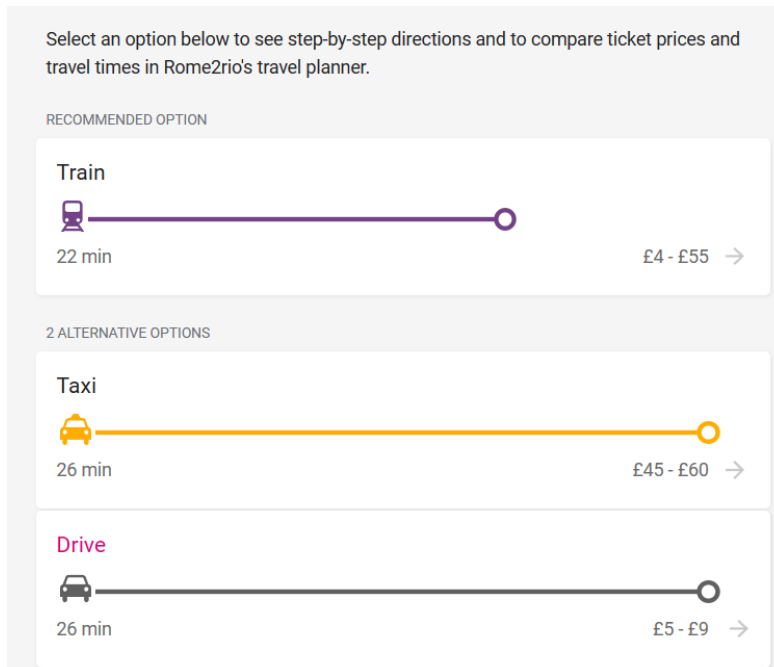 Select an option below to see step-by-step directions and to compare ticket prices and
travel times in Rome2rio's travel planner.
RECOMMENDED OPTION
Train
22 min £4 - £55
2 ALTERNATIVE OPTIONS
Taxi
26 min £45 - £60
Drive
26 min £5 - £9